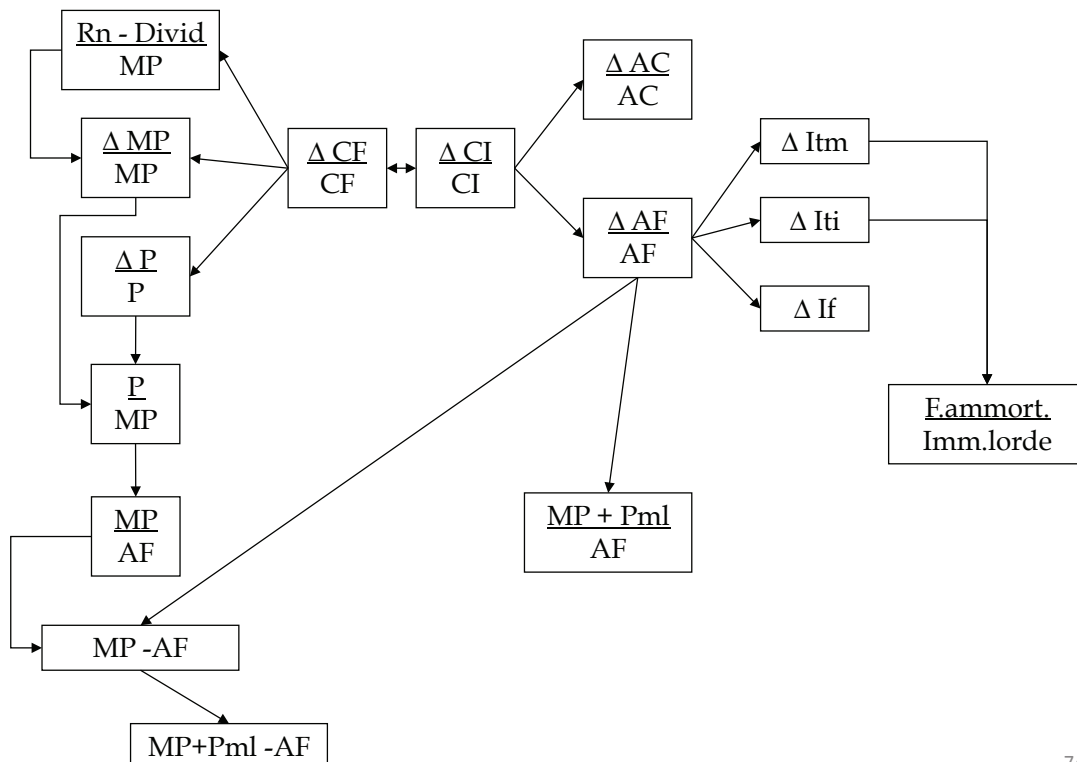 Rn - Divid
MP
Δ AC
AC
Δ MP
MP
Δ CF
CF
Δ CI
CI
Δ Itm
Δ AF
AF
Δ Iti
Δ P
P
Δ If
P
MP
F.ammort.
Imm.lorde
MP
AF
MP + Pml
AF
MP -AF
MP+Pml -AF
7